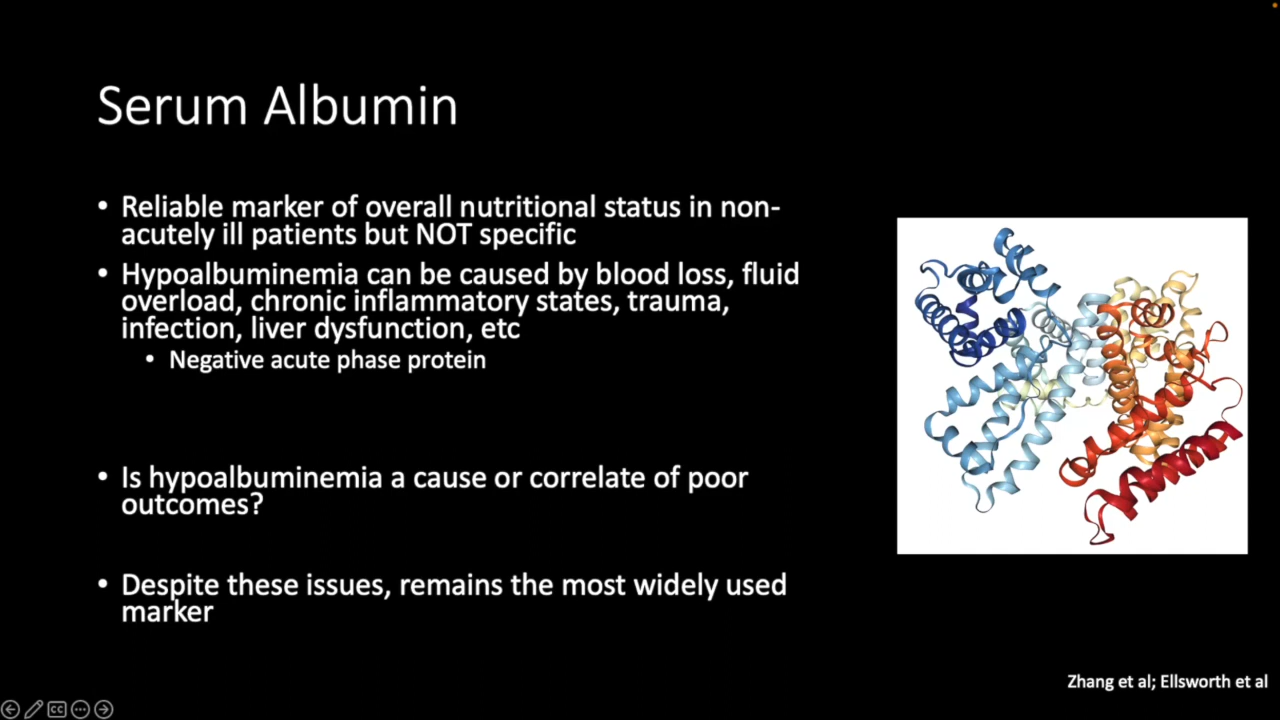 Serum Albumin
• Reliable marker of overall nutritional status in non-
acutely ill patients but NOT specific
• Hypoalbuminemia can be caused by blood loss, fluid
overload, chronic inflammatory states, trauma,
infection, liver dysfunction, etc
• Negative acute phase protein
• Is hypoalbuminemia a cause or correlate of poor
outcomes?
• Despite these issues, remains the most widely used
marker
Zhang et al; Ellsworth et al
CC